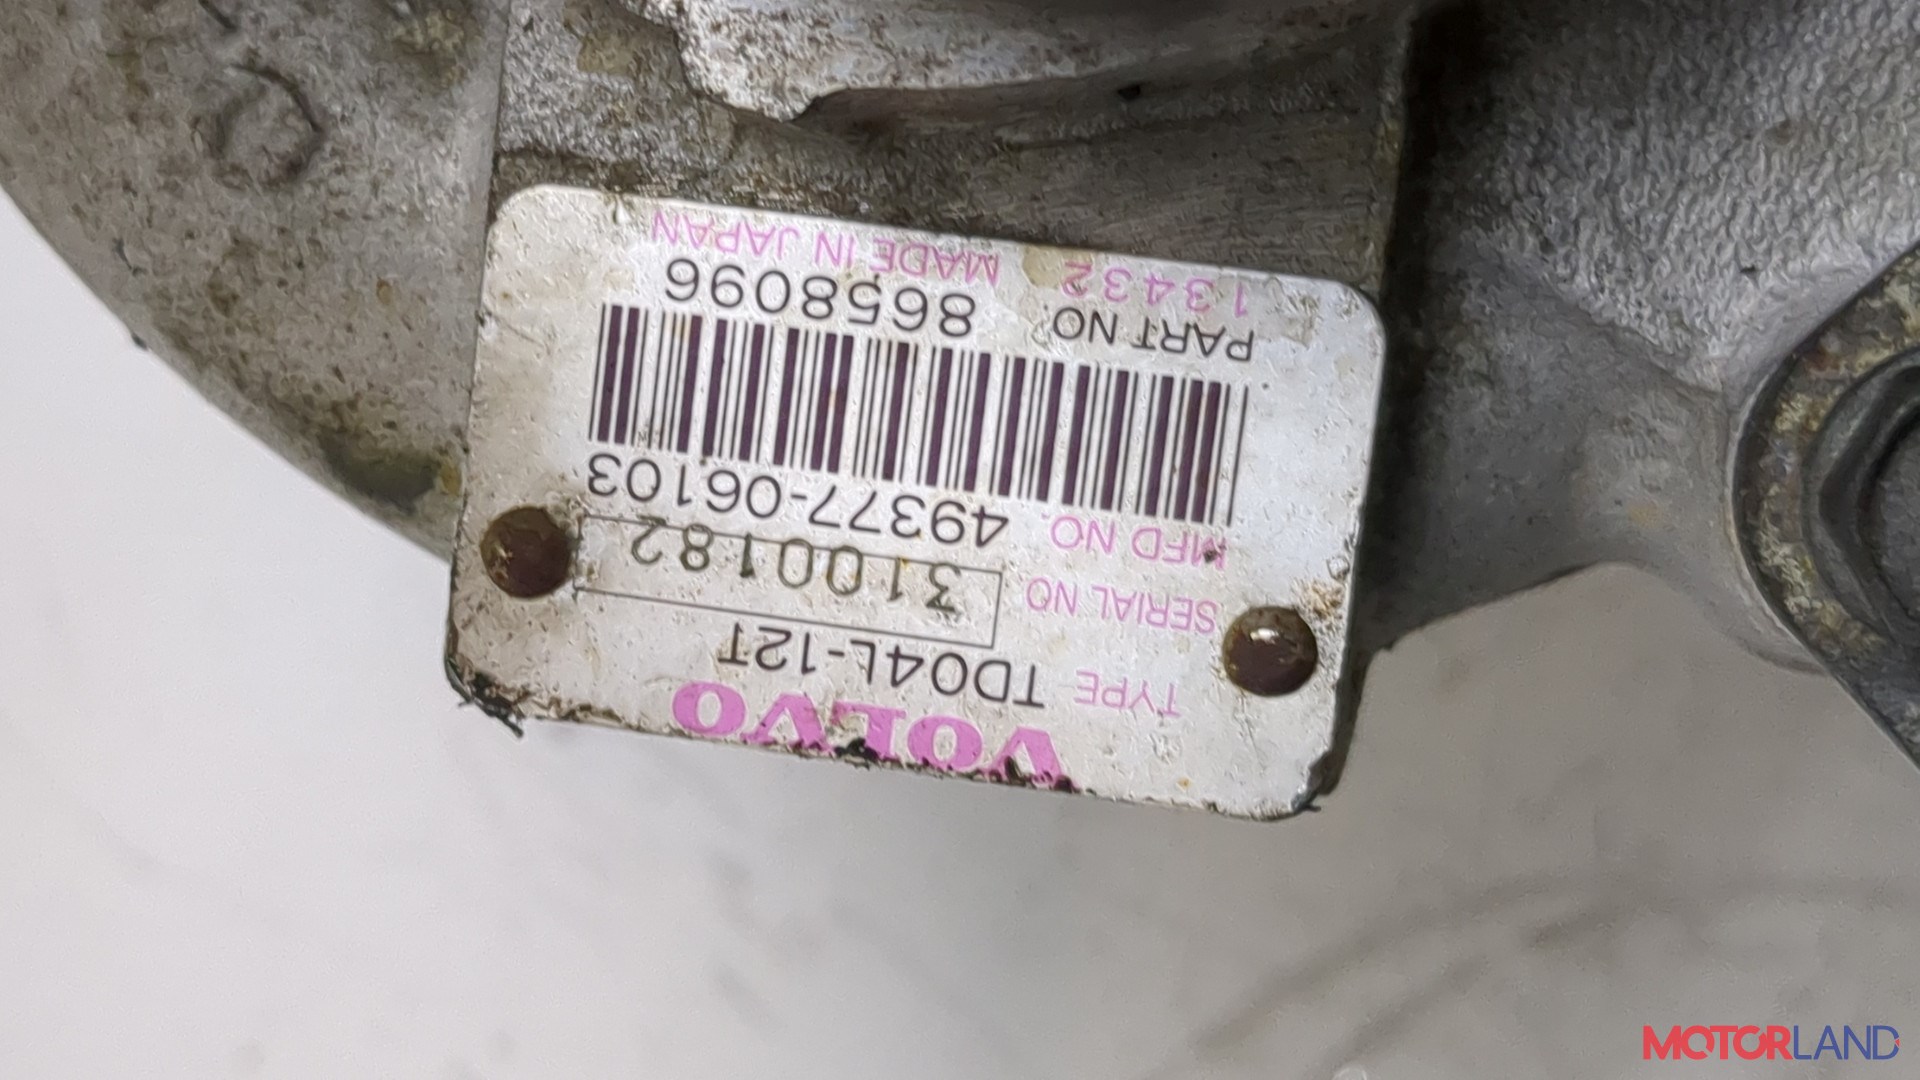 VOLVO
TYPE TD04L-12T
SERIAL NO 3100182
MFD NO 49377-06103
PART NO. 8658096
13432 MADE IN JAPAN
MOTORLAND